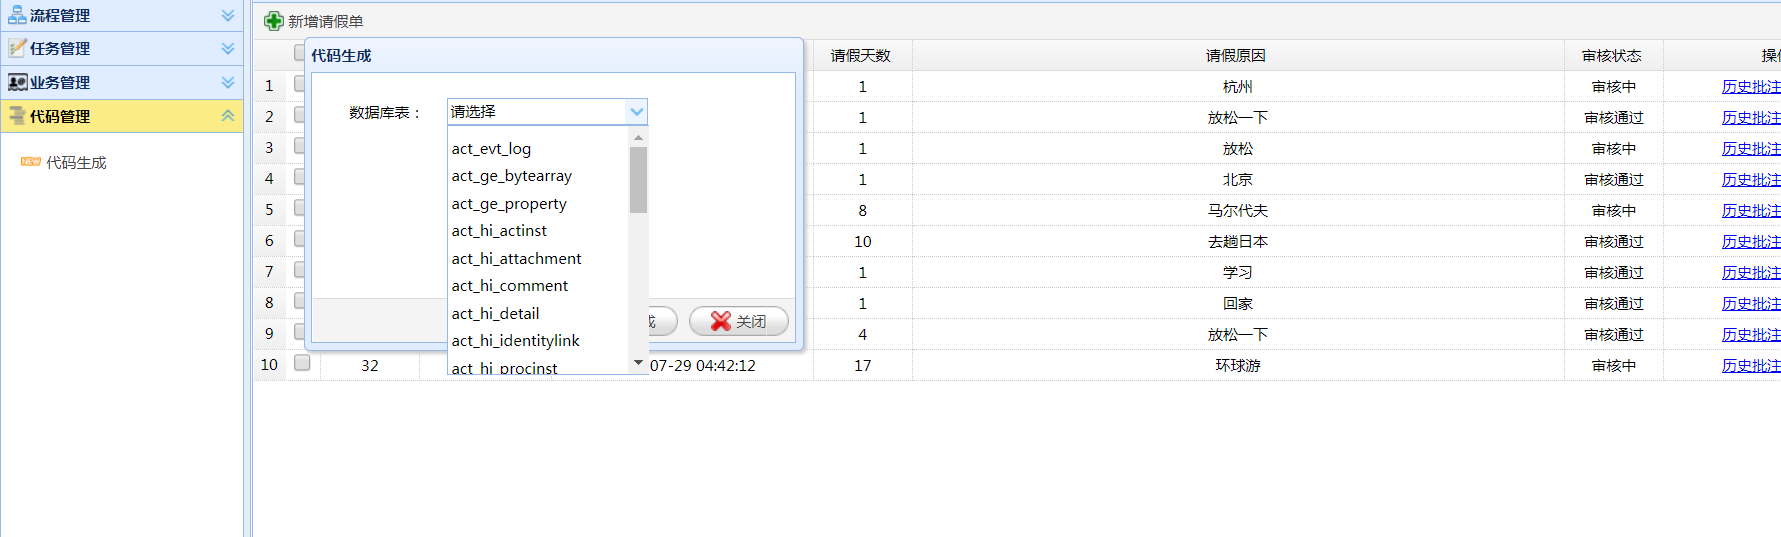 流程管理
任务管理
业务管理
代码管理
NEW 代码生成
新增请假单
请假天数 请假原因 审核状态
代码生成
数据库表： 请选择
act_evt_log
act_ge_bytearray
act_ge_property
act_hi_actinst
act_hi_attachment
act_hi_comment
act_hi_detail
act_hi_identitylink
act_hi_procinst
关闭
1 1 杭州 审核中 历史批注
2 1 放松一下 审核通过 历史批注
3 1 放松 审核中 历史批注
4 1 北京 审核通过 历史批注
5 8 马尔代夫 审核中 历史批注
6 10 去趟日本 审核通过 历史批注
7 1 学习 审核通过 历史批注
8 1 回家 审核通过 历史批注
9 4 放松一下 审核通过 历史批注
10 32 07-29 04:42:12 17 环球游 审核中 历史批注